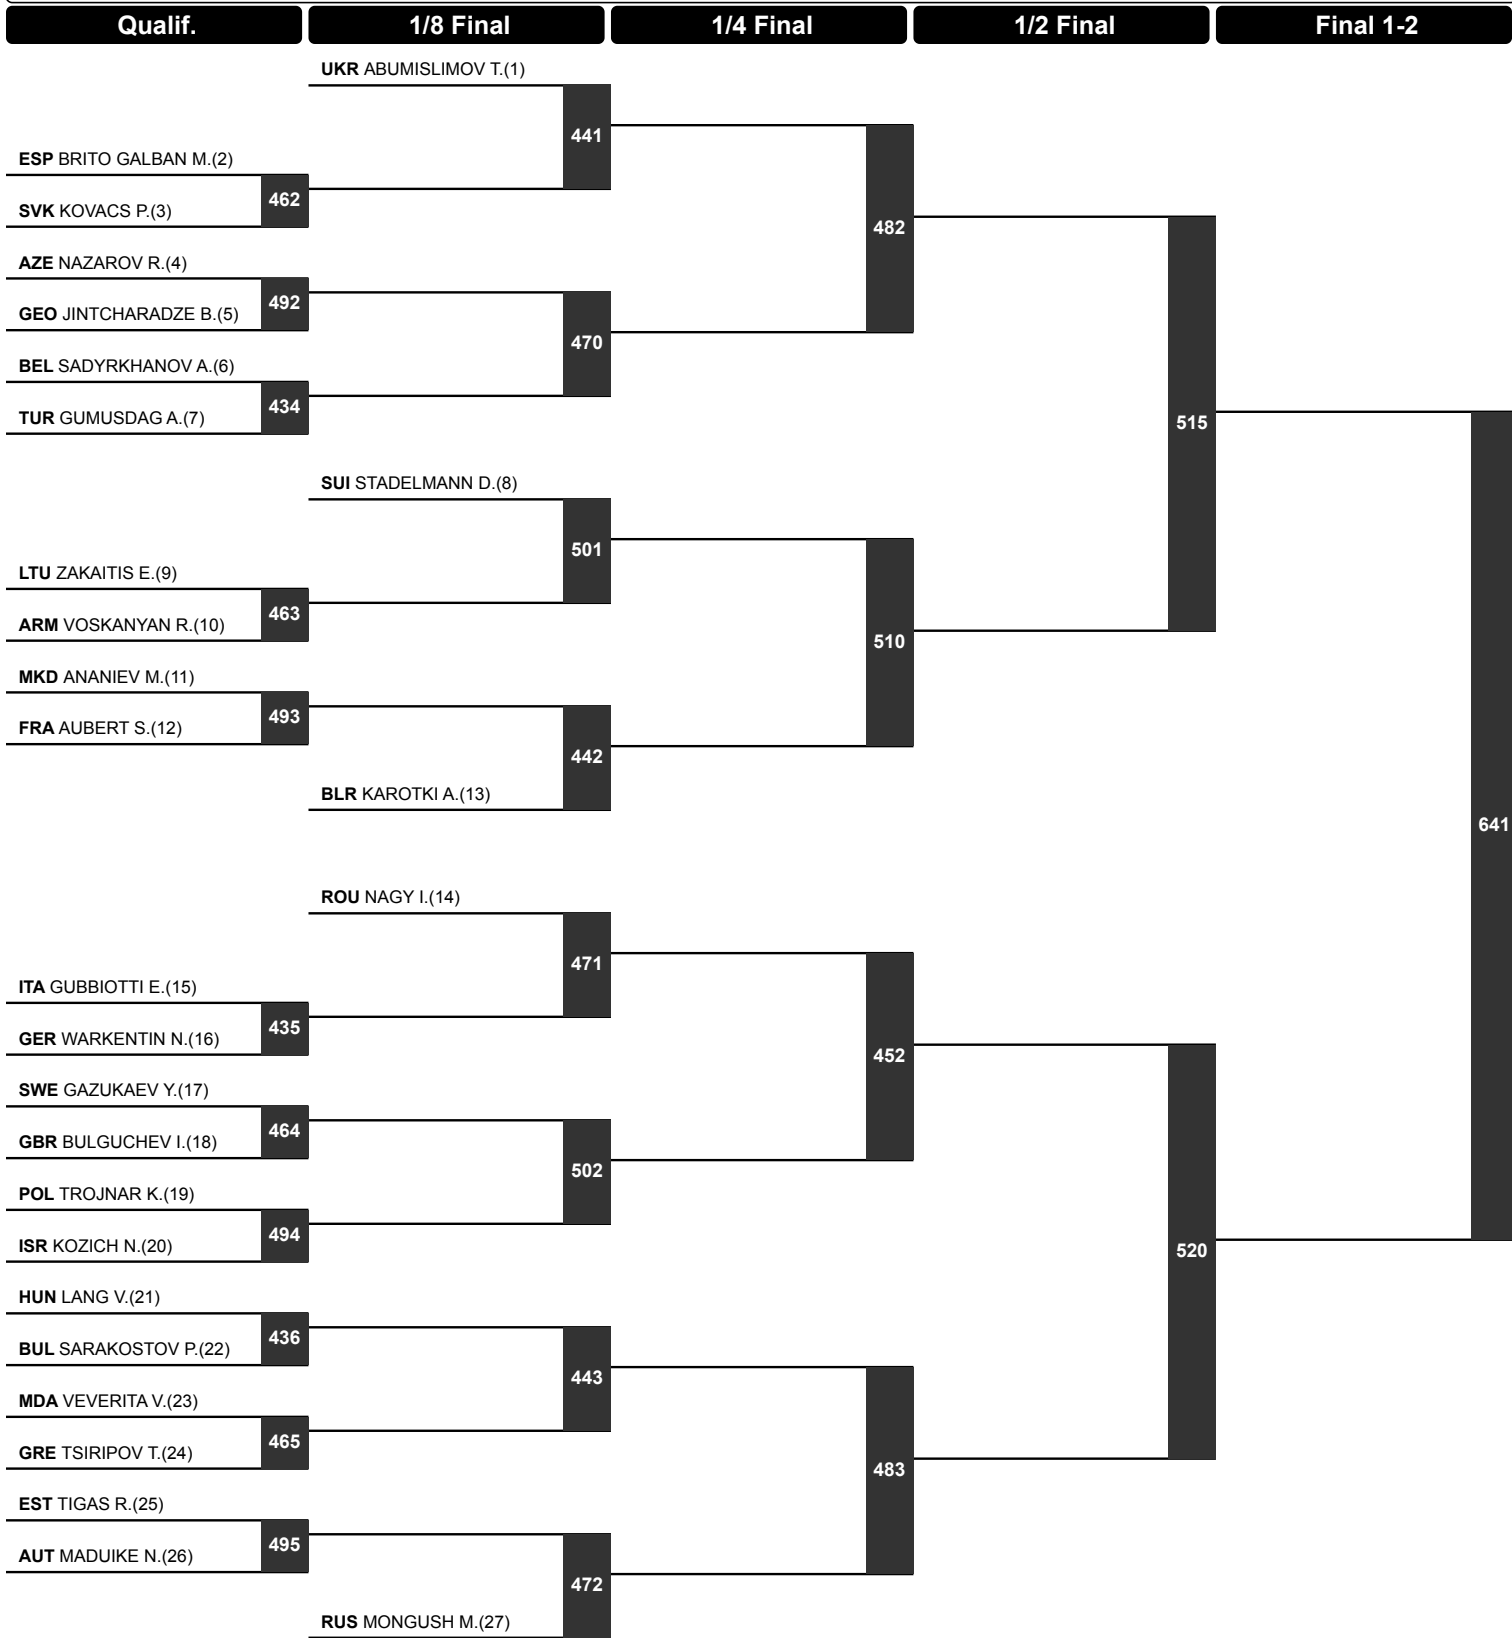 Qualif.
1/8 Final
1/4 Final
1/2 Final
Final 1-2
UKR ABUMISLIMOV T.(1)
441
ESP BRITO GALBAN M.(2)
462
SVK KOVACS P.(3)
482
AZE NAZAROV R.(4)
492
GEO JINTCHARADZE B.(5)
470
BEL SADYRKHANOV A.(6)
434
TUR GUMUSDAG A.(7)
515
SUI STADELMANN D.(8)
501
LTU ZAKAITIS E.(9)
463
ARM VOSKANYAN R.(10)
510
MKD ANANIEV M.(11)
493
FRA AUBERT S.(12)
442
BLR KAROTKI A.(13)
641
ROU NAGY I.(14)
471
ITA GUBBIOTTI E.(15)
435
GER WARKENTIN N.(16)
452
SWE GAZUKAEV Y.(17)
464
GBR BULGUCHEV I.(18)
502
POL TROJNAR K.(19)
494
ISR KOZICH N.(20)
520
HUN LANG V.(21)
436
BUL SARAKOSTOV P.(22)
443
MDA VEVERITA V.(23)
465
GRE TSIRIPOV T.(24)
483
EST TIGAS R.(25)
495
AUT MADUIKE N.(26)
472
RUS MONGUSH M.(27)